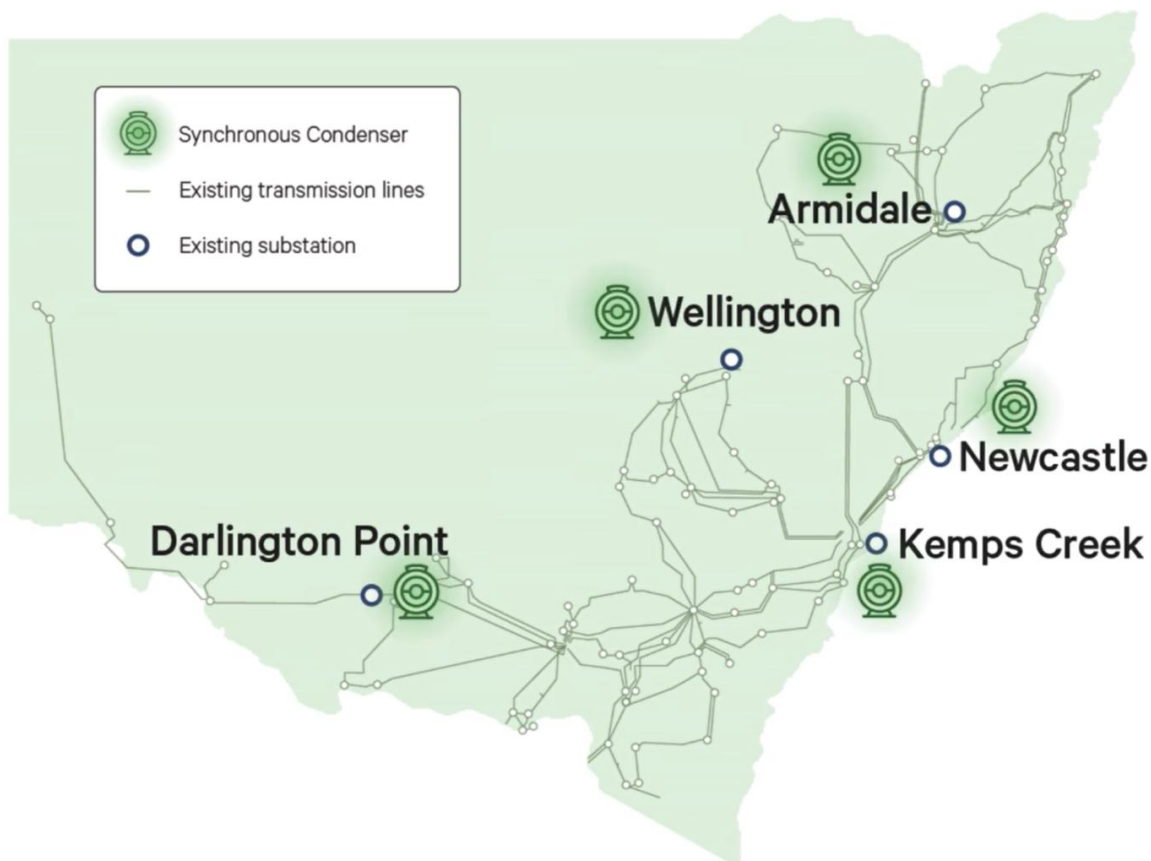 Synchronous Condenser
Existing transmission lines
Existing substation
Armidale
Wellington
Newcastle
Darlington Point
Kemps Creek